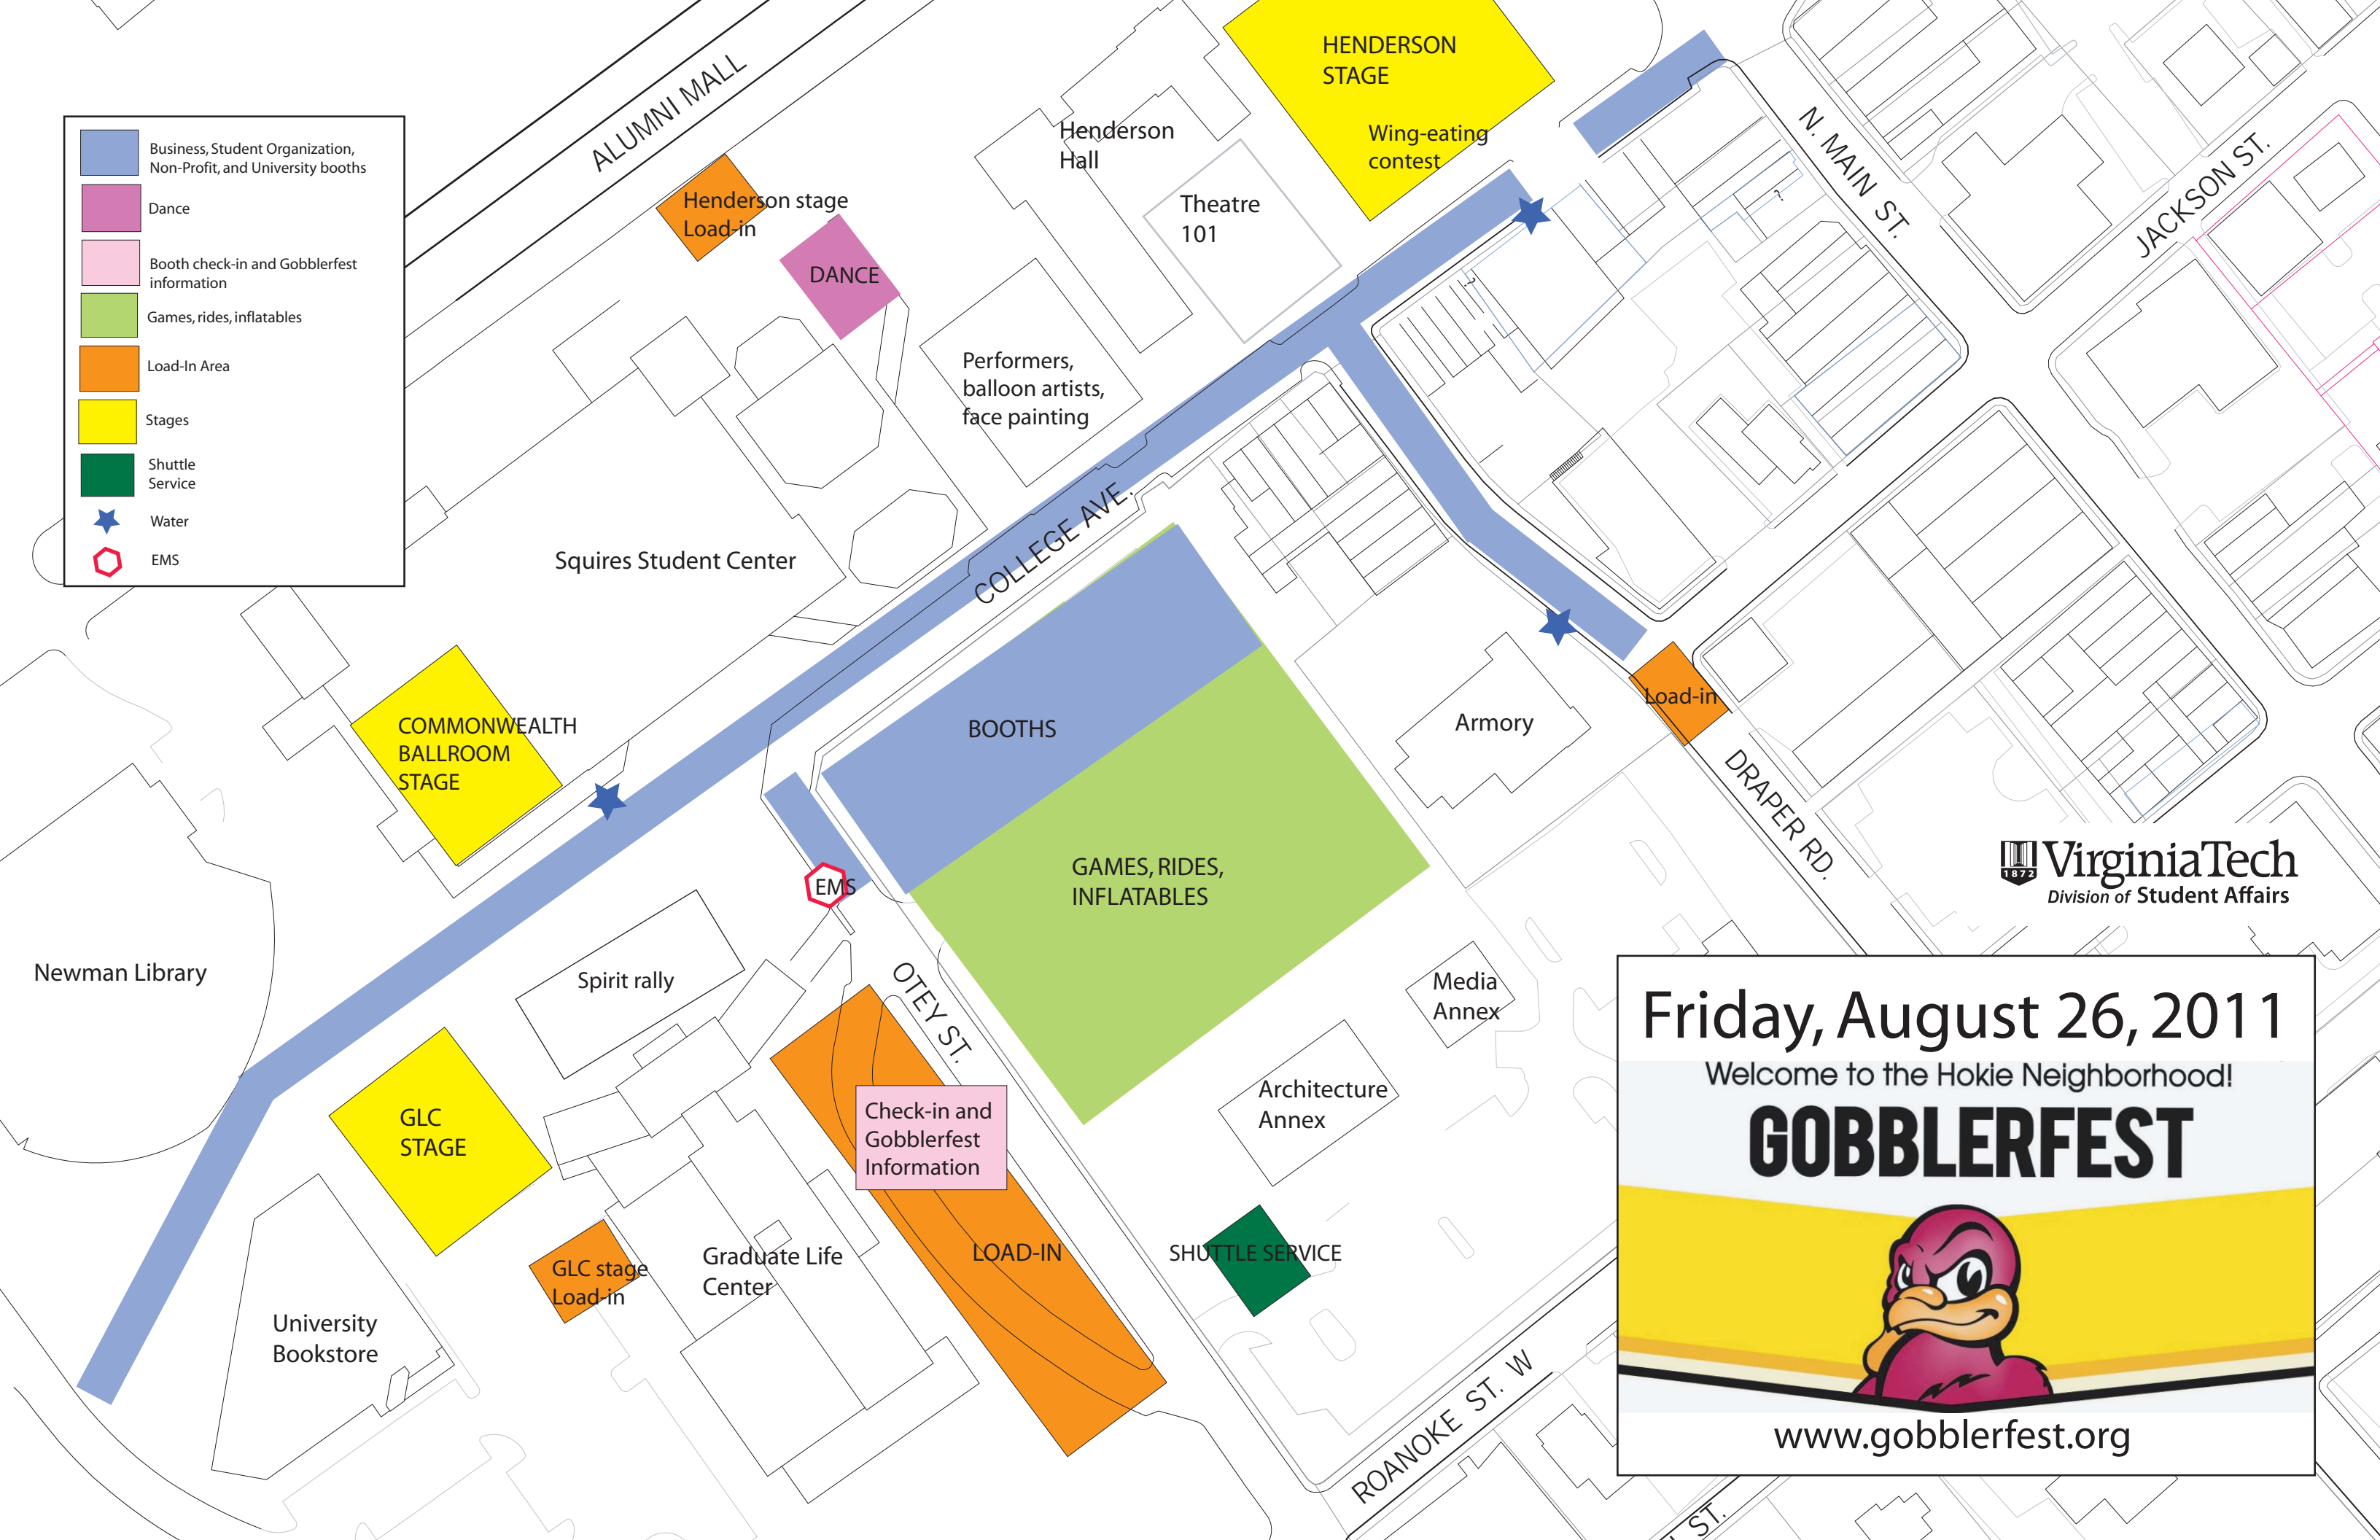 ALUMNI MALL
HENDERSON
STAGE
Wing-eating
contest
Henderson
Hall
Theatre
101
N. MAIN ST.
JACKSON ST.
Business, Student Organization,
Non-Profit, and University booths
Dance
Booth check-in and Gobblerfest
information
Games, rides, inflatables
Load-In Area
Stages
Shuttle
Service
Water
EMS
Henderson stage
Load-in
DANCE
?
?
Performers,
balloon artists,
face painting
Squires Student Center
COLLEGE AVE.
COMMONWEALTH
BALLROOM
STAGE
BOOTHS
Armory
Load-in
DRAPER RD.
GAMES, RIDES,
INFLATABLES
EMS
Newman Library
Spirit rally
OTEY ST.
Media
Annex
GLC
STAGE
Check-in and
Gobblerfest
Information
Architecture
Annex
LOAD-IN
SHUTTLE SERVICE
GLC stage
Load-in
Graduate Life
Center
University
Bookstore
ROANOKE ST. W
ST.
1872
VirginiaTech
Division of Student Affairs
Friday, August 26, 2011
Welcome to the Hokie Neighborhood!
GOBBLERFEST
www.gobblerfest.org